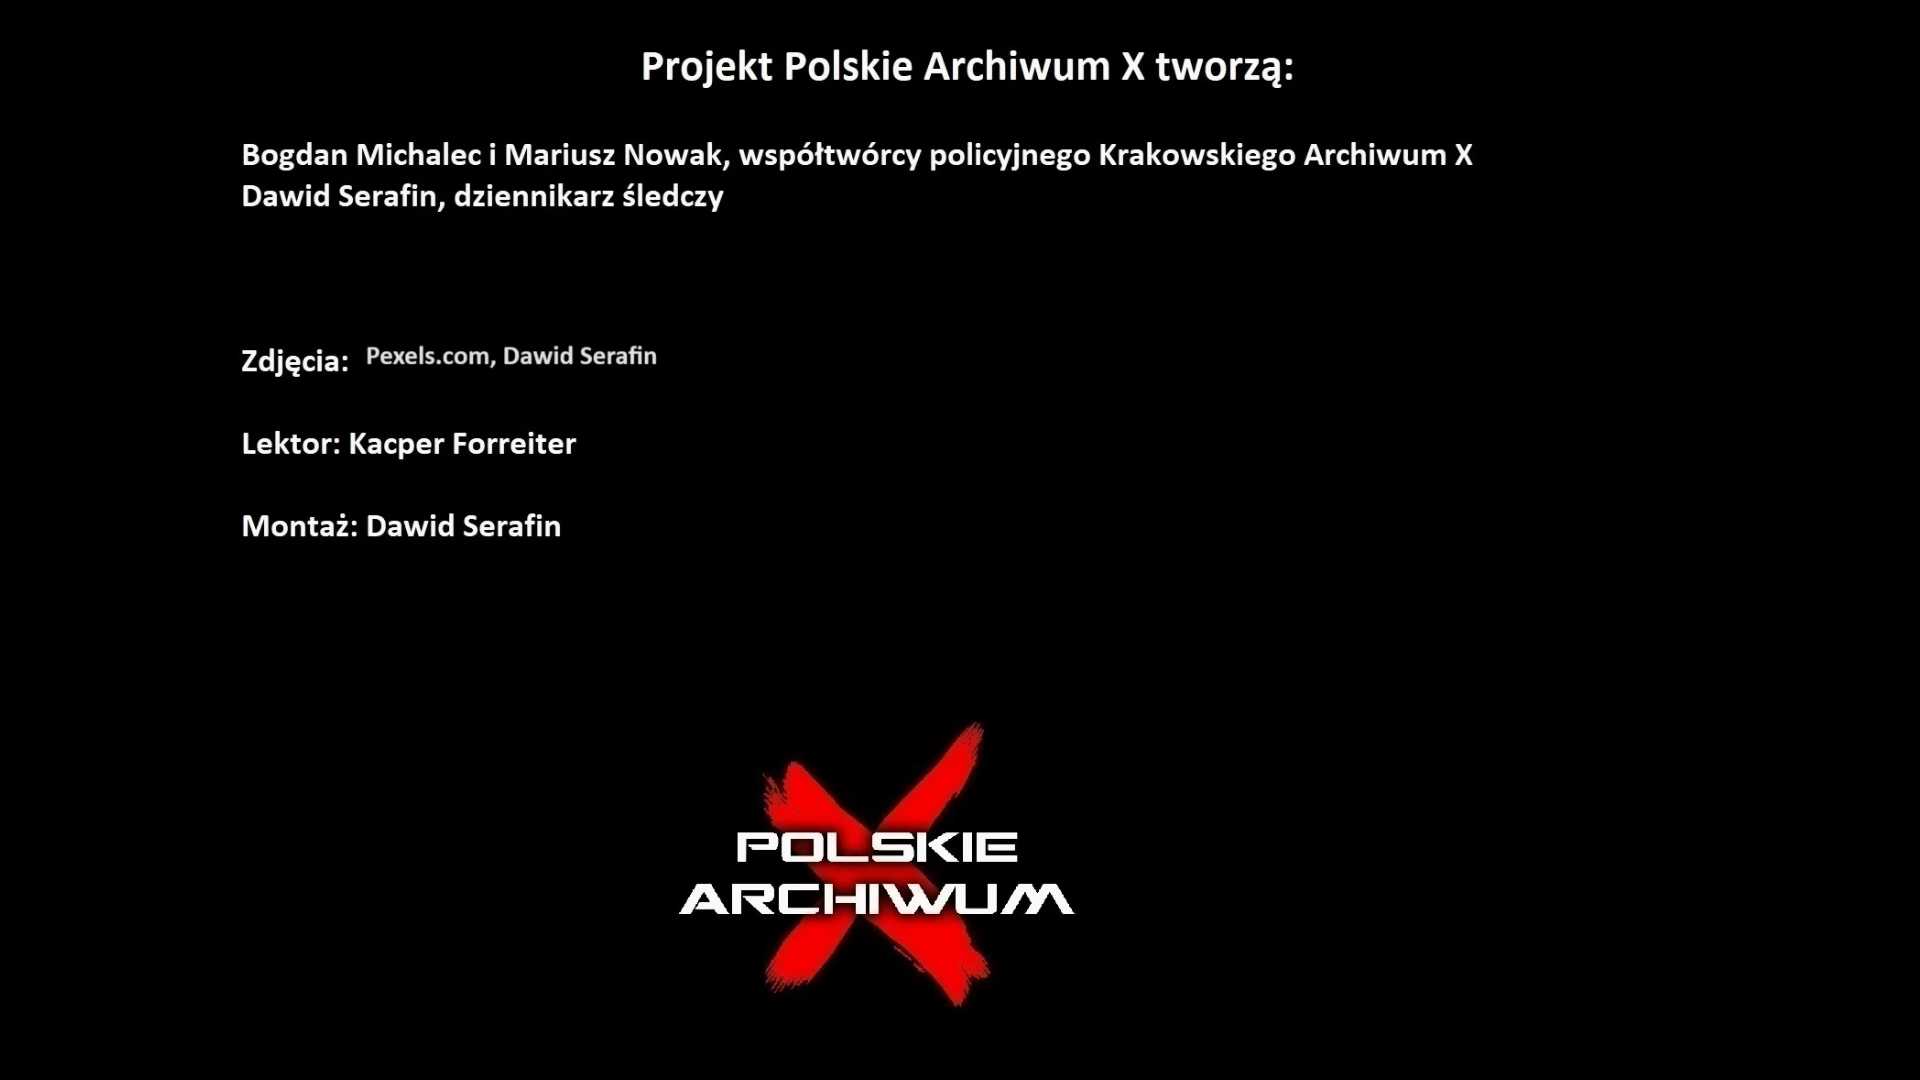 Projekt Polskie Archiwum X tworzą:
Bogdan Michalec i Mariusz Nowak, współtwórcy policyjnego Krakowskiego Archiwum X
Dawid Serafin, dziennikarz śledczy
Zdjęcia: Pexels.com, Dawid Serafin
Lektor: Kacper Forreiter
Montaż: Dawid Serafin
POLSKIE
ARCHIWUM